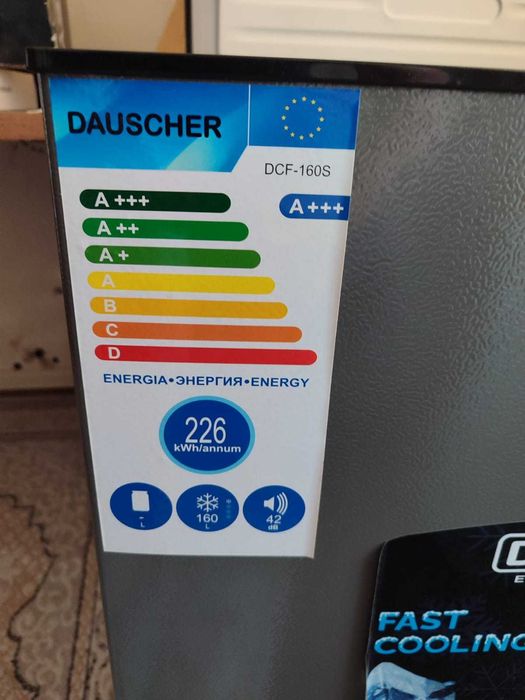 DAUSCHER
DCF-160S
A +++
A +++
A ++
A +
A
B
C
D
ENERGIA•ЭНЕРГИЯ•ENERGY
226
kWh/annum
-
L
160
L
42
dB
FAST
COOLING